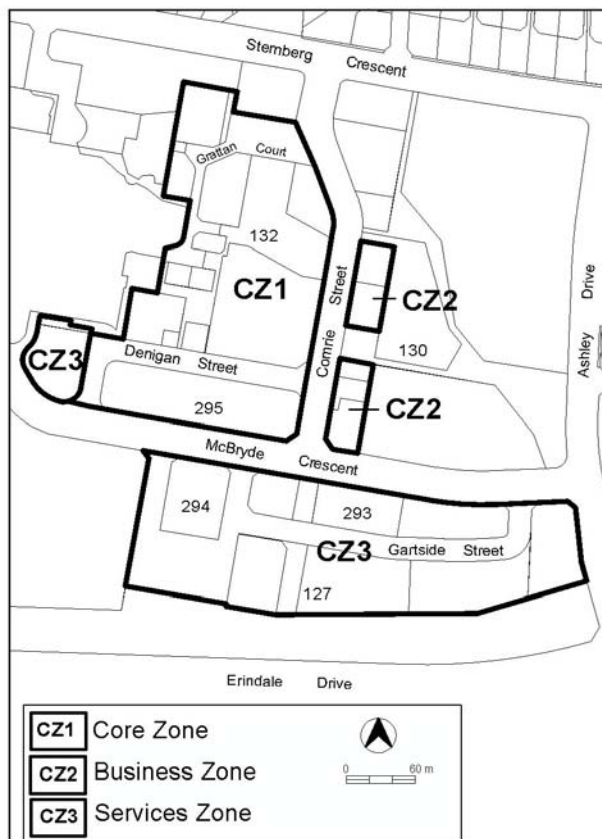 Sternberg Crescent
Grattan Court
132
CZ1
Comrie Street
CZ2
130
Ashley Drive
CZ3
Denigan Street
CZ2
295
McBryde Crescent
294
293
CZ3
Gartside Street
127
Erindale Drive
CZ1 Core Zone
CZ2 Business Zone
CZ3 Services Zone
0 60 m